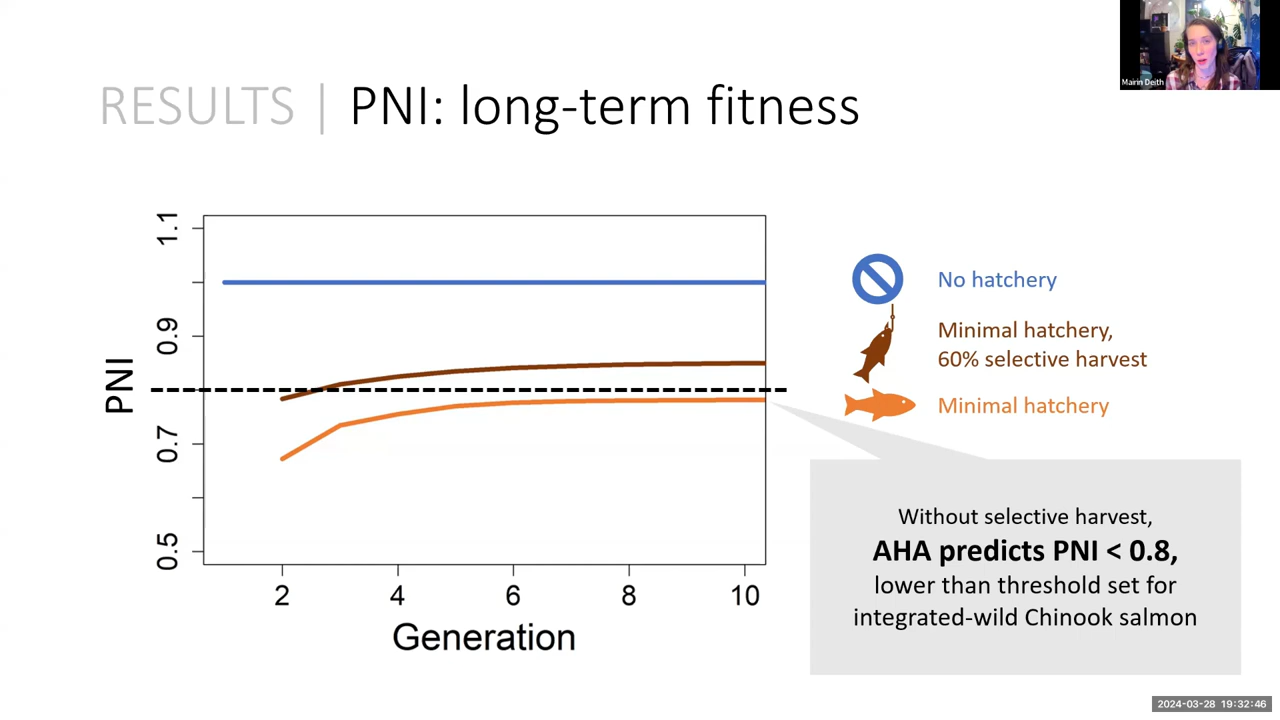 Mairin Deith
RESULTS | PNI: long-term fitness
1.1
0.9
0.7
0.5
PNI
2 4 6 8 10
Generation
No hatchery
Minimal hatchery,
60% selective harvest
Minimal hatchery
Without selective harvest,
AHA predicts PNI < 0.8,
lower than threshold set for
integrated-wild Chinook salmon
2024-03-28 19:32:46